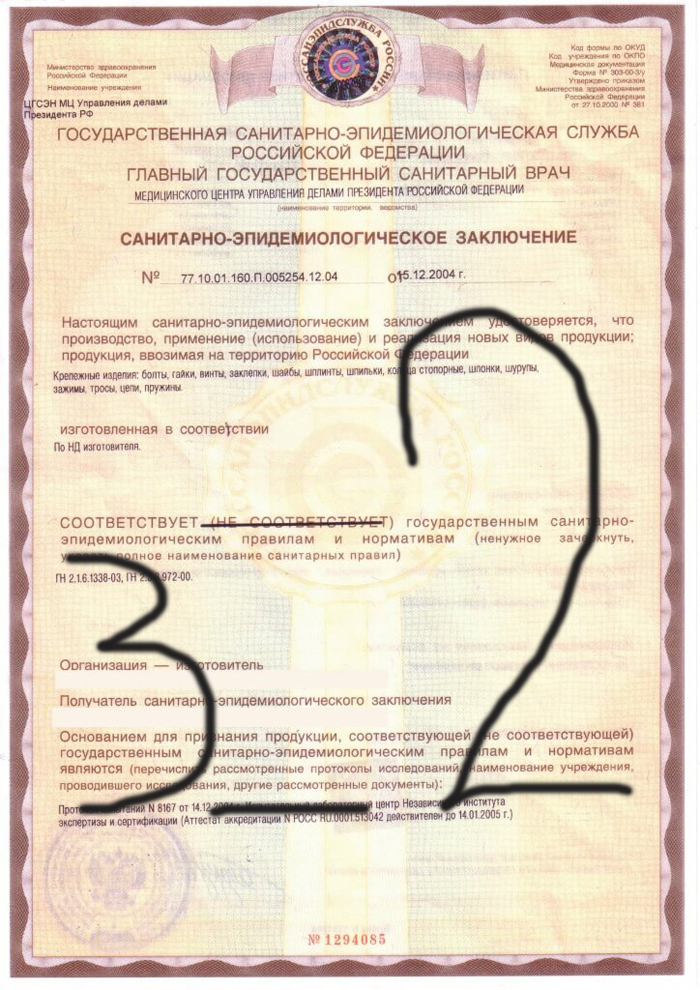 РОССАНЭПИДСЛУЖБА РОССИИ
Министерство здравоохранения
Российской Федерации
Наименование учреждения
ЦГСЭН МЦ Управления делами
Президента РФ
Код формы по ОКУД
Код учреждения по ОКПО
Медицинская документация
Форма № 303-00-3/у
Утверждено приказом
Министерства здравоохранения
Российской Федерации
от 27.10.2000 № 381
ГОСУДАРСТВЕННАЯ САНИТАРНО-ЭПИДЕМИОЛОГИЧЕСКАЯ СЛУЖБА
РОССИЙСКОЙ ФЕДЕРАЦИИ
ГЛАВНЫЙ ГОСУДАРСТВЕННЫЙ САНИТАРНЫЙ ВРАЧ
МЕДИЦИНСКОГО ЦЕНТРА УПРАВЛЕНИЯ ДЕЛАМИ ПРЕЗИДЕНТА РОССИЙСКОЙ ФЕДЕРАЦИИ
(наименование территории, ведомства)
САНИТАРНО-ЭПИДЕМИОЛОГИЧЕСКОЕ ЗАКЛЮЧЕНИЕ
№ 77.10.01.160.П.005254.12.04 от 15.12.2004 г.
Настоящим санитарно-эпидемиологическим заключением удостоверяется, что
производство, применение (использование) и реализация новых видов продукции;
продукция, ввозимая на территорию Российской Федерации
Крепежные изделия: болты, гайки, винты, заклепки, шайбы, шплинты, шпильки, кольца стопорные, шпонки, шурупы,
зажимы, тросы, цепи, пружины.
изготовленная в соответствии
По НД изготовителя.
СООТВЕТСТВУЕТ (НЕ СООТВЕТСТВУЕТ) государственным санитарно-
эпидемиологическим правилам и нормативам (ненужное зачеркнуть,
указать полное наименование санитарных правил)
ГН 2.1.6.1338-03, ГН 972-00.
Организация — изготовитель
Получатель санитарно-эпидемиологического заключения
Основанием для признания продукции, соответствующей (не соответствующей)
государственным санитарно-эпидемиологическим правилам и нормативам
являются (перечислить рассмотренные протоколы исследований, наименование учреждения,
проводившего исследования, другие рассмотренные документы):
Протокол испытаний N 8167 от 14.12.2004 г. лабораторный центр Независимого института
экспертизы и сертификации (Аттестат аккредитации N РОСС RU.0001.513042 действителен до 14.01.2005 г.)
32
№ 1294085